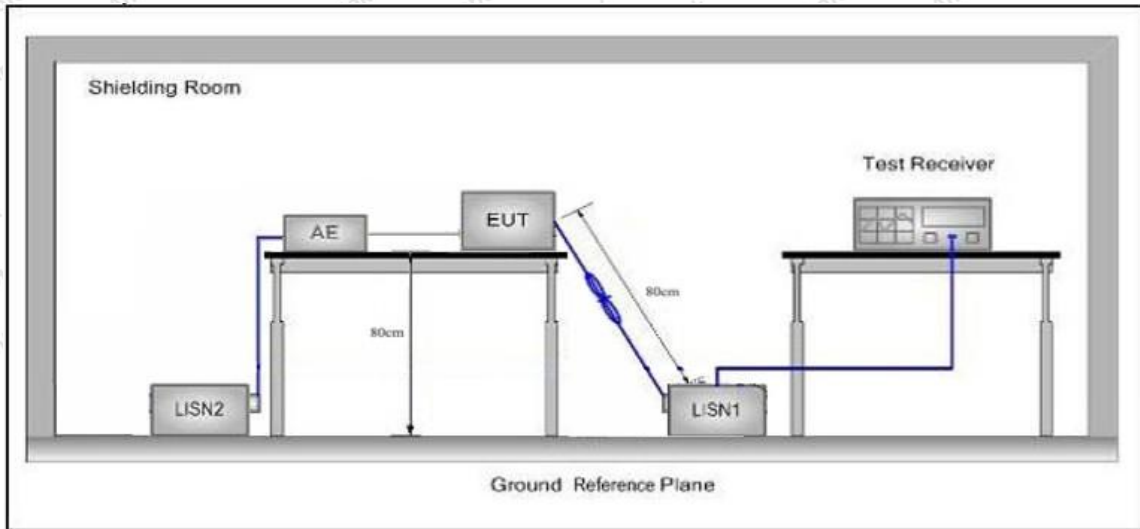 Shielding Room
Test Receiver
EUT
AE
80cm
80cm
LISN2
LISN1
Ground Reference Plane